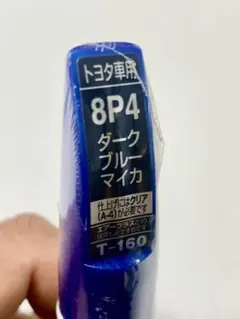 トヨタ車用
8P4
ダーク
ブルー
マイカ
仕上げにはクリア
(A-4)が必要です
T-160